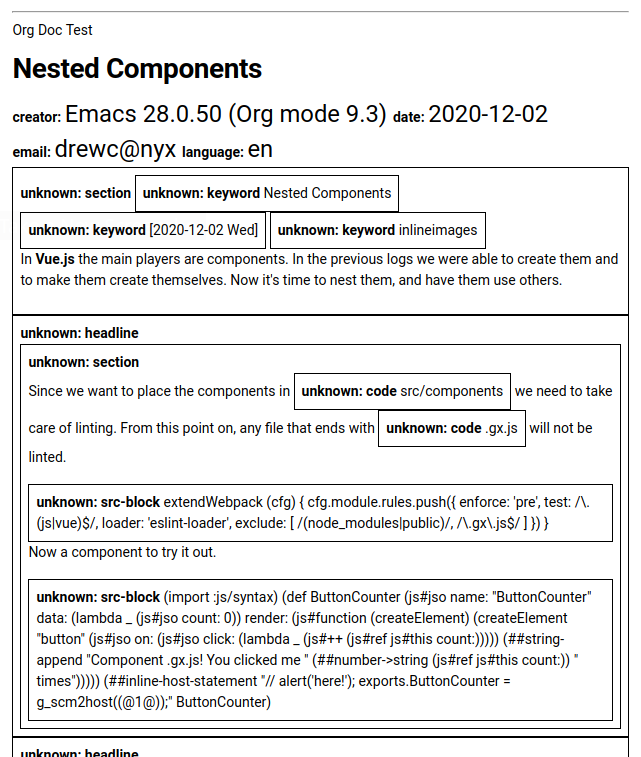 Org Doc Test
Nested Components
creator: Emacs 28.0.50 (Org mode 9.3) date: 2020-12-02
email: drewc@nyx language: en
unknown: section unknown: keyword Nested Components
unknown: keyword [2020-12-02 Wed] unknown: keyword inlineimages
In Vue.js the main players are components. In the previous logs we were able to create them and
to make them create themselves. Now it's time to nest them, and have them use others.
unknown: headline
unknown: section
Since we want to place the components in unknown: code src/components we need to take
care of linting. From this point on, any file that ends with unknown: code .gx.js will not be
linted.
unknown: src-block extendWebpack (cfg) { cfg.module.rules.push({ enforce: 'pre', test: /\.
(js|vue)$/, loader: 'eslint-loader', exclude: [ /(node_modules|public)/, /\.gx\.js$/ ] }) }
Now a component to try it out.
unknown: src-block (import :js/syntax) (def ButtonCounter (js#jso name: "ButtonCounter"
data: (lambda _ (js#jso count: 0)) render: (js#function (createElement) (createElement
"button" (js#jso on: (js#jso click: (lambda _ (js#++ (js#ref js#this count:))))) (##string-
append "Component .gx.js! You clicked me " (##number->string (js#ref js#this count:)) "
times"))))) (##inline-host-statement "// alert('here!'); exports.ButtonCounter =
g_scm2host((@1@));" ButtonCounter)
unknown: headline